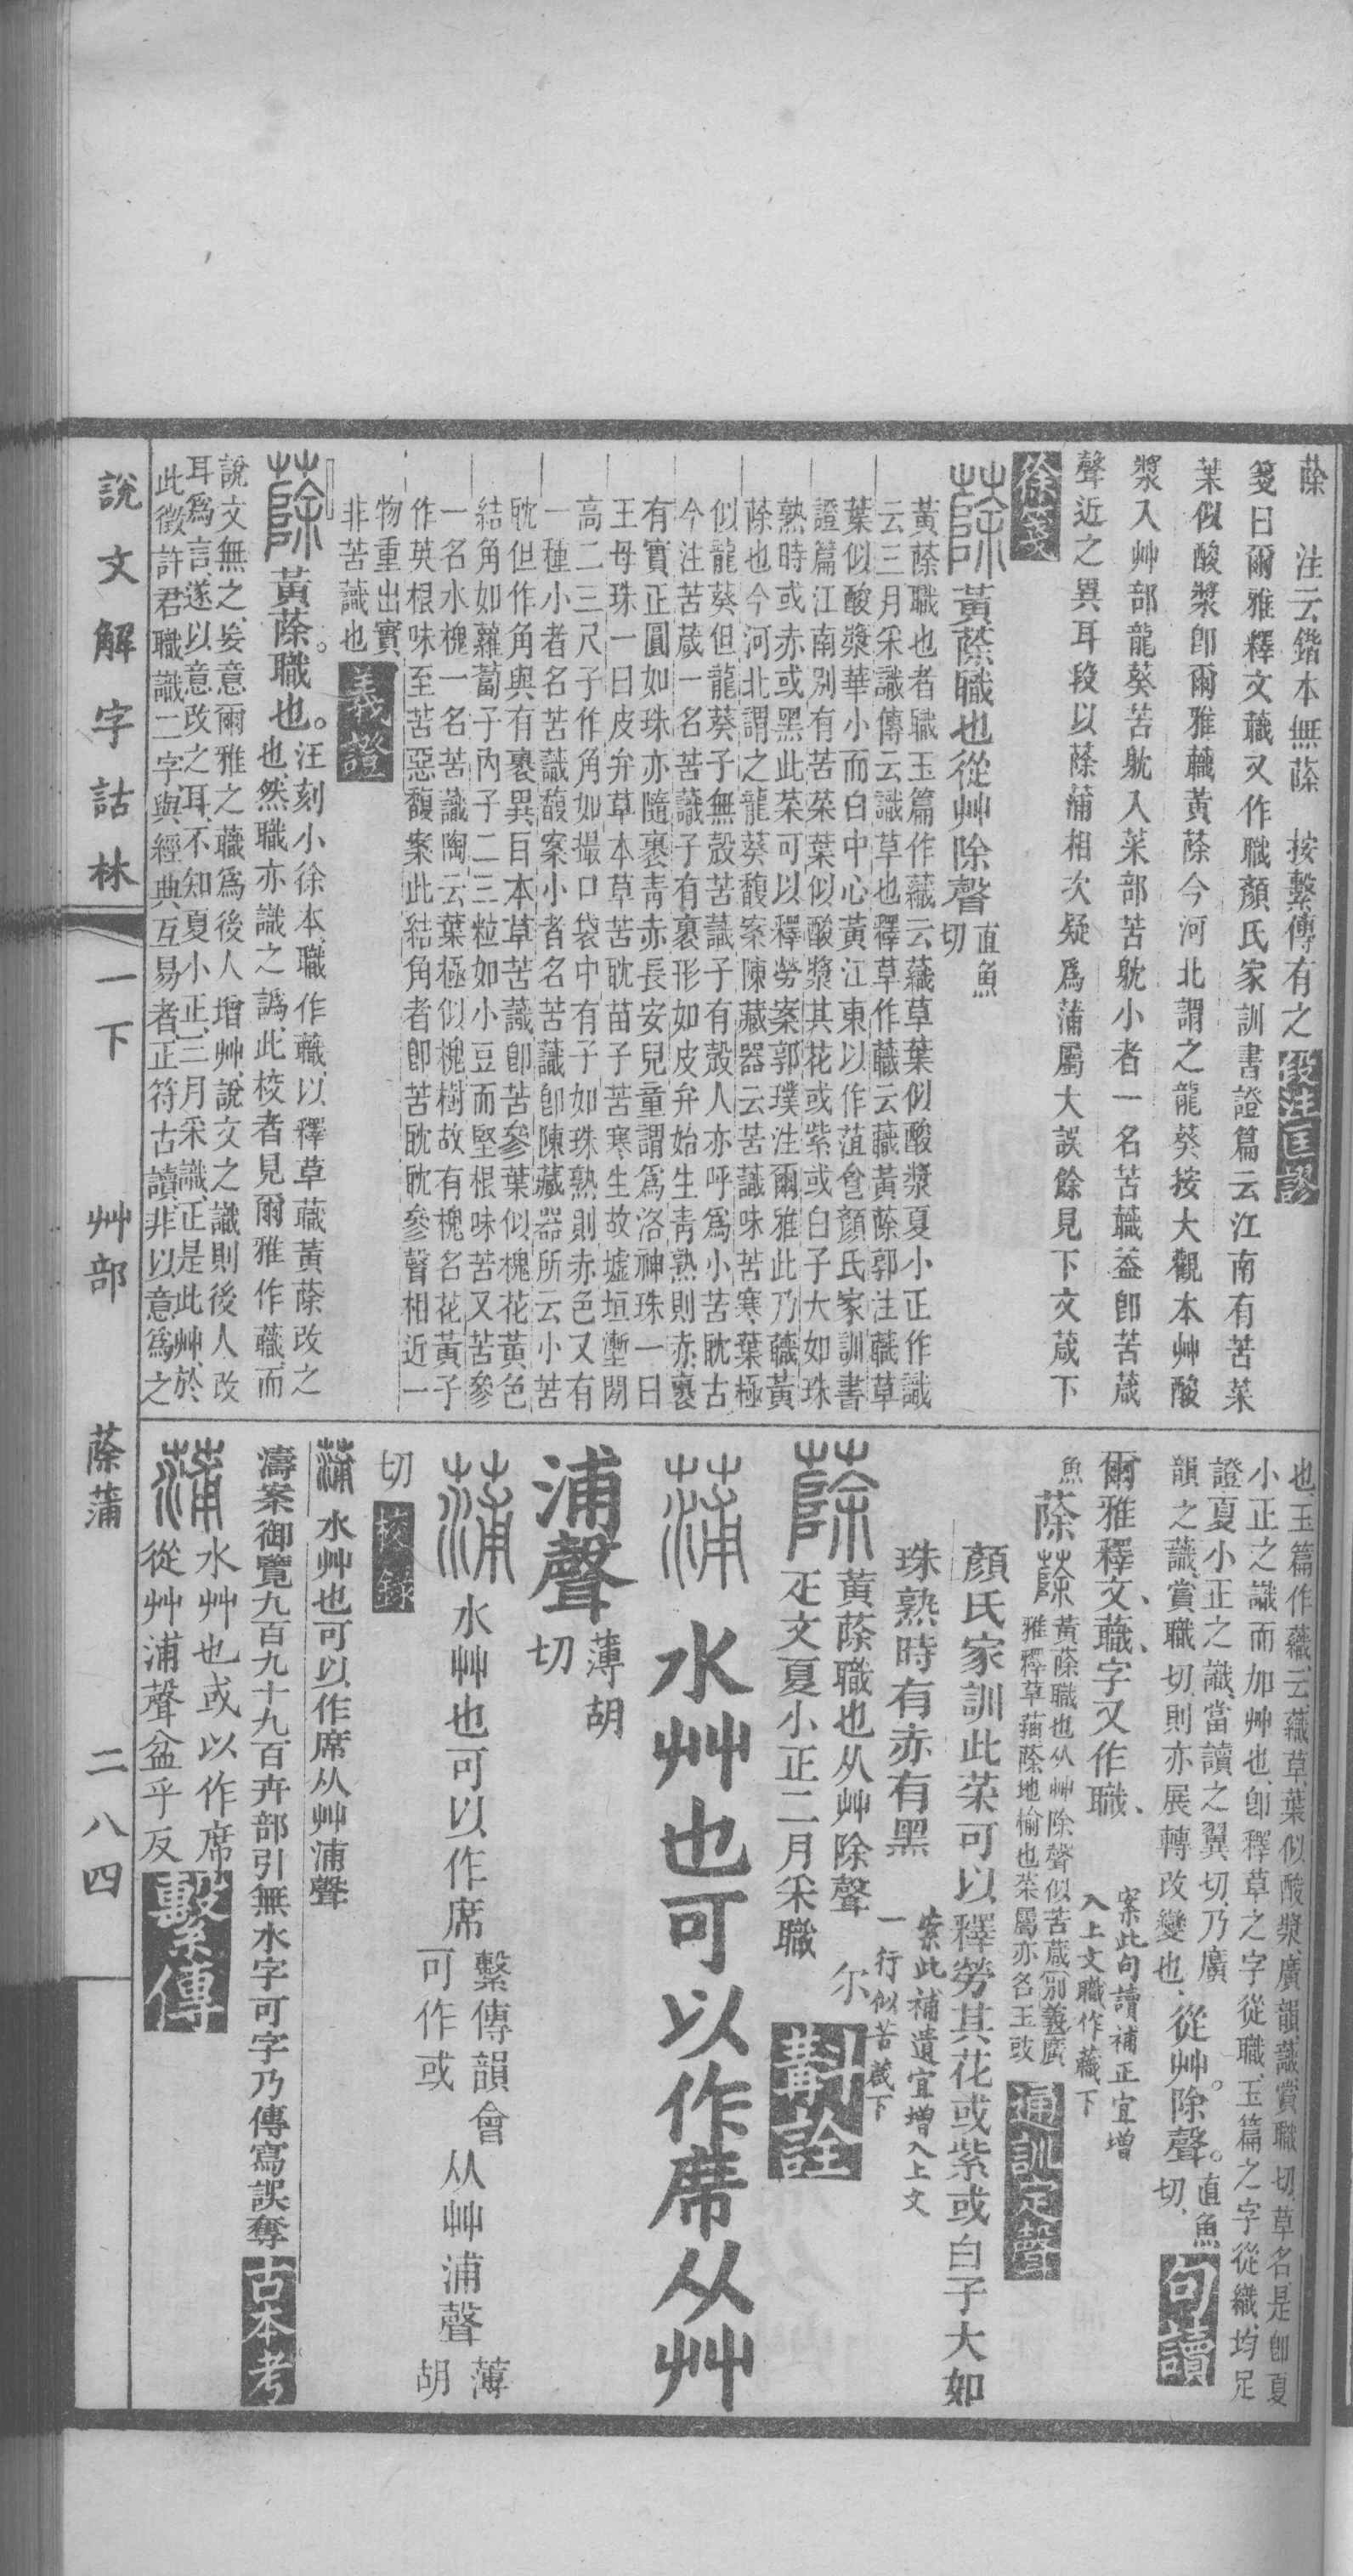 蒢　注云鍇本無蒢　按繫傳有之 段注匡謬
箋曰爾雅釋文蘵又作職顏氏家訓書證篇云江南有苦菜
葉似酸漿卽爾雅蘵黃蒢今河北謂之龍葵按大觀本艸酸
漿入艸部龍葵苦躭入菜部苦躭小者一名苦蘵葢卽苦葴
聲近之異耳段以蒢蒲相次疑爲蒲屬大誤餘見下文葴下
徐箋
蒢 黃蒢職也從艸除聲 直魚
切
黃蒢職也者職玉篇作蘵云蘵草葉似酸漿夏小正作識
云三月采識傳云識草也釋草作蘵云蘵黃蒢郭注蘵草
葉似酸漿華小而白中心黃江東以作菹食顏氏家訓書
證篇江南別有苦菜葉似酸漿其花或紫或白子大如珠
熟時或赤或黑此菜可以釋勞案郭璞注爾雅此乃蘵黃
蒢也今河北謂之龍葵馥案陳藏器云苦蘵味苦寒葉極
似龍葵但龍葵子無殼苦蘵子有殼人亦呼爲小苦耽古
今注苦葴一名苦蘵子有裹形如皮弁始生青熟則赤裹
有實正圓如珠亦隨裹青赤長安兒童謂爲洛神珠一曰
王母珠一曰皮弁草本草苦耽苗子苦寒生故墟垣壍閒
高二三尺子作角如撮口袋中有子如珠熟則赤色又有
一種小者名苦蘵馥案小者名苦蘵卽陳藏器所云小苦
耽但作角與有裹異目本草苦蘵卽苦參葉似槐花黃色
結角如蘿蔔子內子二三粒如小豆而堅根味苦又苦參
一名水槐一名苦蘵陶云葉極似槐樹故有槐名花黃子
作英根味至苦惡馥案此結角者卽苦耽耽參聲相近一
物重出實
非苦蘵也 義證
蒢 黃蒢。職也。汪刻小徐本、職作蘵、以釋草蘵黃蒢改之
也、然職亦識之譌、此校者見爾雅作蘵、而
說文無之、妄意爾雅之蘵爲後人增艸、說文之識則後人改
耳爲言、遂以意改之耳、不知夏小正、三月采識、正是此艸、於
此徵許君職識二字與經典互易者、正符古讀、非以意爲之
也、玉篇作蘵、云蘵草、葉似酸漿、廣韻、蘵、賞職切、草名、是卽夏
小正之識而加艸也、卽釋草之字從職、玉篇之字從織、均足
證夏小正之識、當讀之翼切、乃廣
韻之蘵、賞職切、則亦展轉改變也、從艸。除聲。直魚
切、 句讀
爾雅釋文、蘵、字又作職、 案此句讀補正宜增
入上文職作蘵下
魚 蒢 蒢 黃蒢職也从艸除聲似苦葴別義廣
雅釋草蕕蒢地榆也菜屬亦名玉豉 通訓定聲
顏氏家訓此菜可以釋勞其花或紫或白子大如
珠熟時有赤有黑 案此補遺宜增入上文
一行似苦葴下
蒢 黃蒢職也从艸除聲　尔
疋文夏小正二月采職 斠詮
蒲 水艸也可以作席从艸
浦聲 薄胡
切
蒲 水艸也可以作席 繫傳韻會
可作或 从艸浦聲 薄
胡
切 校錄
蒲 水艸也可以作席从艸浦聲
濤案御覽九百九十九百卉部引無水字可字乃傳寫誤奪 古本考
蒲 水艸也或以作席
從艸浦聲盆乎反 繫傳
說文解字詁林　一下　艸部　蒢蒲　二八四